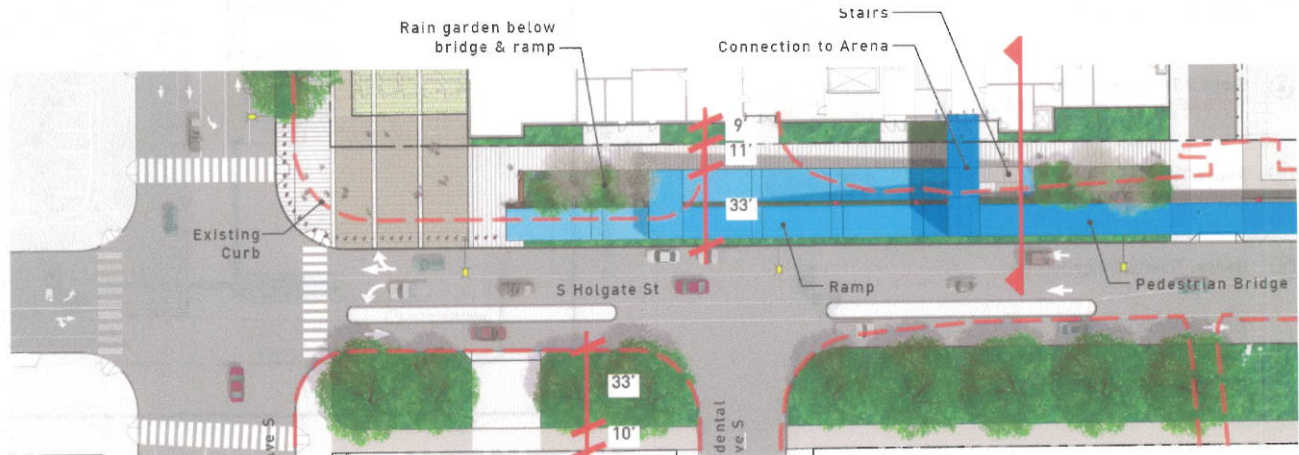 Stairs
Rain garden below
bridge & ramp
Connection to Arena
9'
11'
33'
Existing
Curb
S Holgate St
Ramp
Pedestrian Bridge
33'
10'
Ave S
dental
ve S